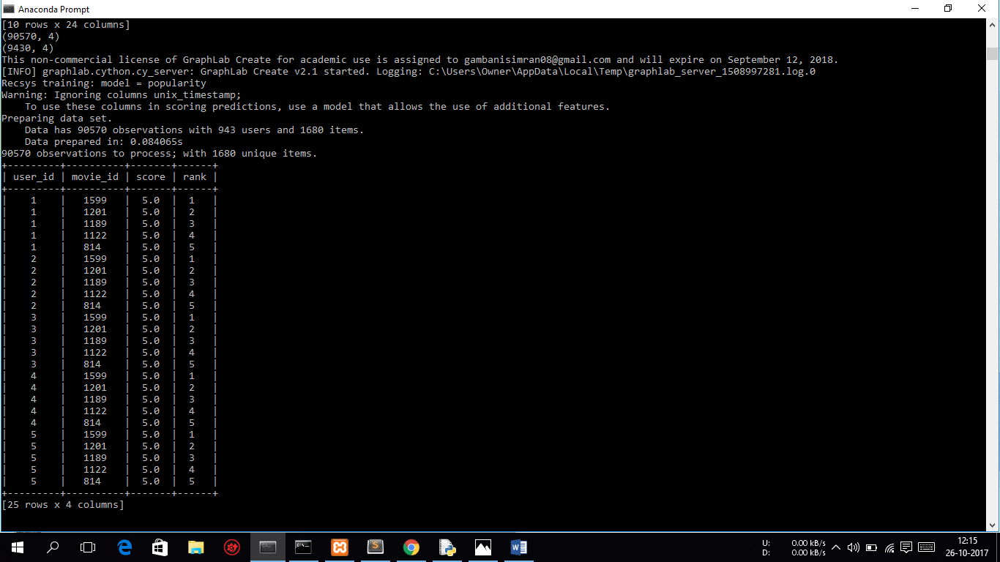 Anaconda Prompt
[10 rows x 24 columns]
(90570, 4)
(9430, 4)
This non-commercial license of GraphLab Create for academic use is assigned to gambanisimran08@gmail.com and will expire on September 12, 2018.
[INFO] graphlab.cython.cy_server: GraphLab Create v2.1 started. Logging: C:\Users\Owner\AppData\Local\Temp\graphlab_server_1508997281.log.0
Recsys training: model = popularity
Warning: Ignoring columns unix_timestamp;
    To use these columns in scoring predictions, use a model that allows the use of additional features.
Preparing data set.
    Data has 90570 observations with 943 users and 1680 items.
    Data prepared in: 0.084065s
90570 observations to process; with 1680 unique items.
+---------+----------+-------+------+
| user_id | movie_id | score | rank |
+---------+----------+-------+------+
|    1    |   1599   |  5.0  |  1   |
|    1    |   1201   |  5.0  |  2   |
|    1    |   1189   |  5.0  |  3   |
|    1    |   1122   |  5.0  |  4   |
|    1    |   814    |  5.0  |  5   |
|    2    |   1599   |  5.0  |  1   |
|    2    |   1201   |  5.0  |  2   |
|    2    |   1189   |  5.0  |  3   |
|    2    |   1122   |  5.0  |  4   |
|    2    |   814    |  5.0  |  5   |
|    3    |   1599   |  5.0  |  1   |
|    3    |   1201   |  5.0  |  2   |
|    3    |   1189   |  5.0  |  3   |
|    3    |   1122   |  5.0  |  4   |
|    3    |   814    |  5.0  |  5   |
|    4    |   1599   |  5.0  |  1   |
|    4    |   1201   |  5.0  |  2   |
|    4    |   1189   |  5.0  |  3   |
|    4    |   1122   |  5.0  |  4   |
|    4    |   814    |  5.0  |  5   |
|    5    |   1599   |  5.0  |  1   |
|    5    |   1201   |  5.0  |  2   |
|    5    |   1189   |  5.0  |  3   |
|    5    |   1122   |  5.0  |  4   |
|    5    |   814    |  5.0  |  5   |
+---------+----------+-------+------+
[25 rows x 4 columns]
U: 0.00 kB/s
D: 0.00 kB/s
12:15
26-10-2017